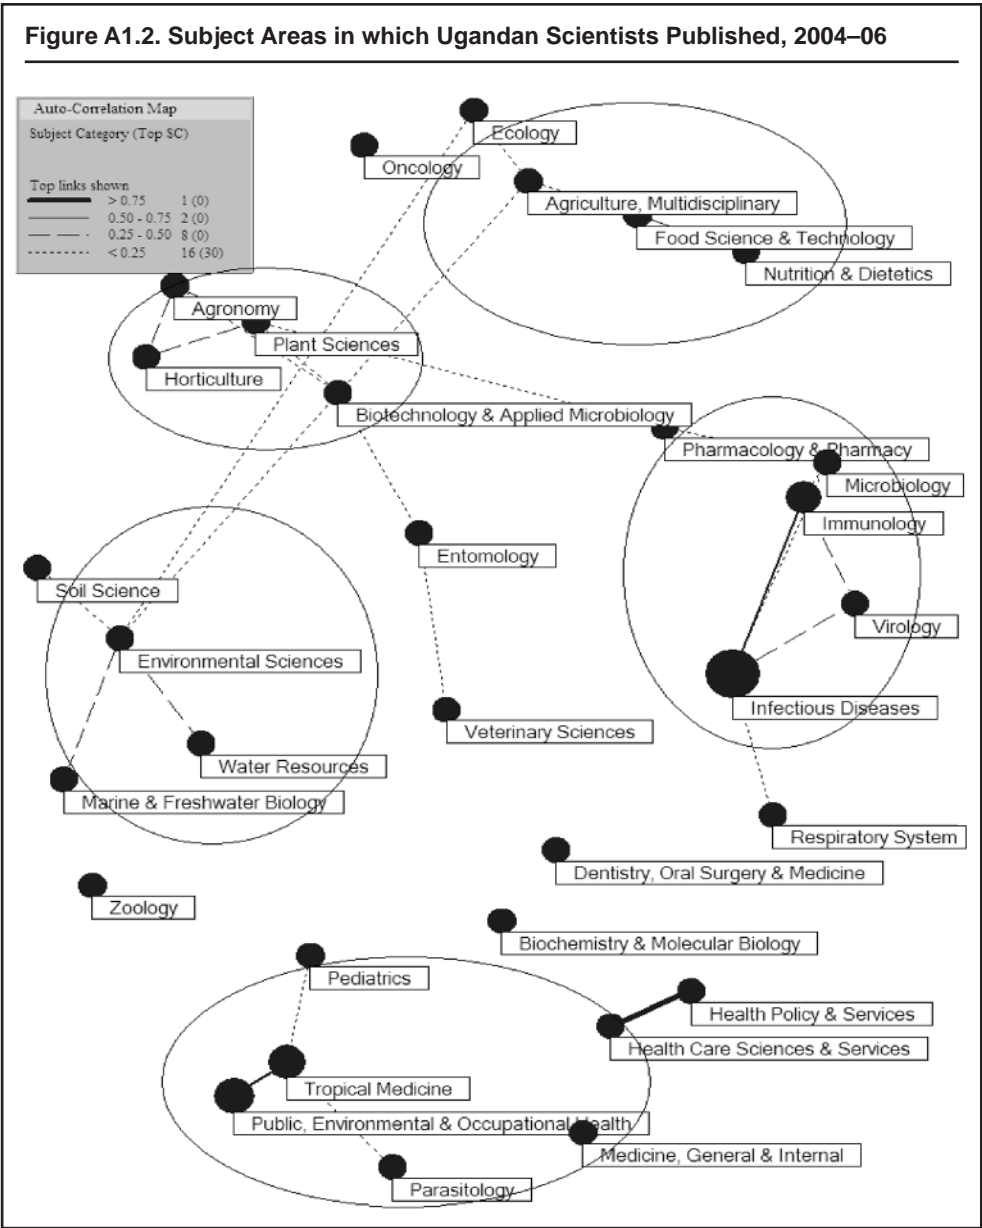 Figure A1.2. Subject Areas in which Ugandan Scientists Published, 2004–06
Auto-Correlation Map
Subject Category (Top SC)
Top links shown
> 0.75 1 (0)
0.50 - 0.75 2 (0)
0.25 - 0.50 8 (0)
< 0.25 16 (30)
Ecology
Oncology
Agriculture, Multidisciplinary
Food Science & Technology
Nutrition & Dietetics
Agronomy
Plant Sciences
Horticulture
Biotechnology & Applied Microbiology
Pharmacology & Pharmacy
Microbiology
Immunology
Entomology
Soil Science
Virology
Environmental Sciences
Infectious Diseases
Veterinary Sciences
Water Resources
Marine & Freshwater Biology
Respiratory System
Dentistry, Oral Surgery & Medicine
Zoology
Biochemistry & Molecular Biology
Pediatrics
Health Policy & Services
Health Care Sciences & Services
Tropical Medicine
Public, Environmental & Occupational Health
Medicine, General & Internal
Parasitology